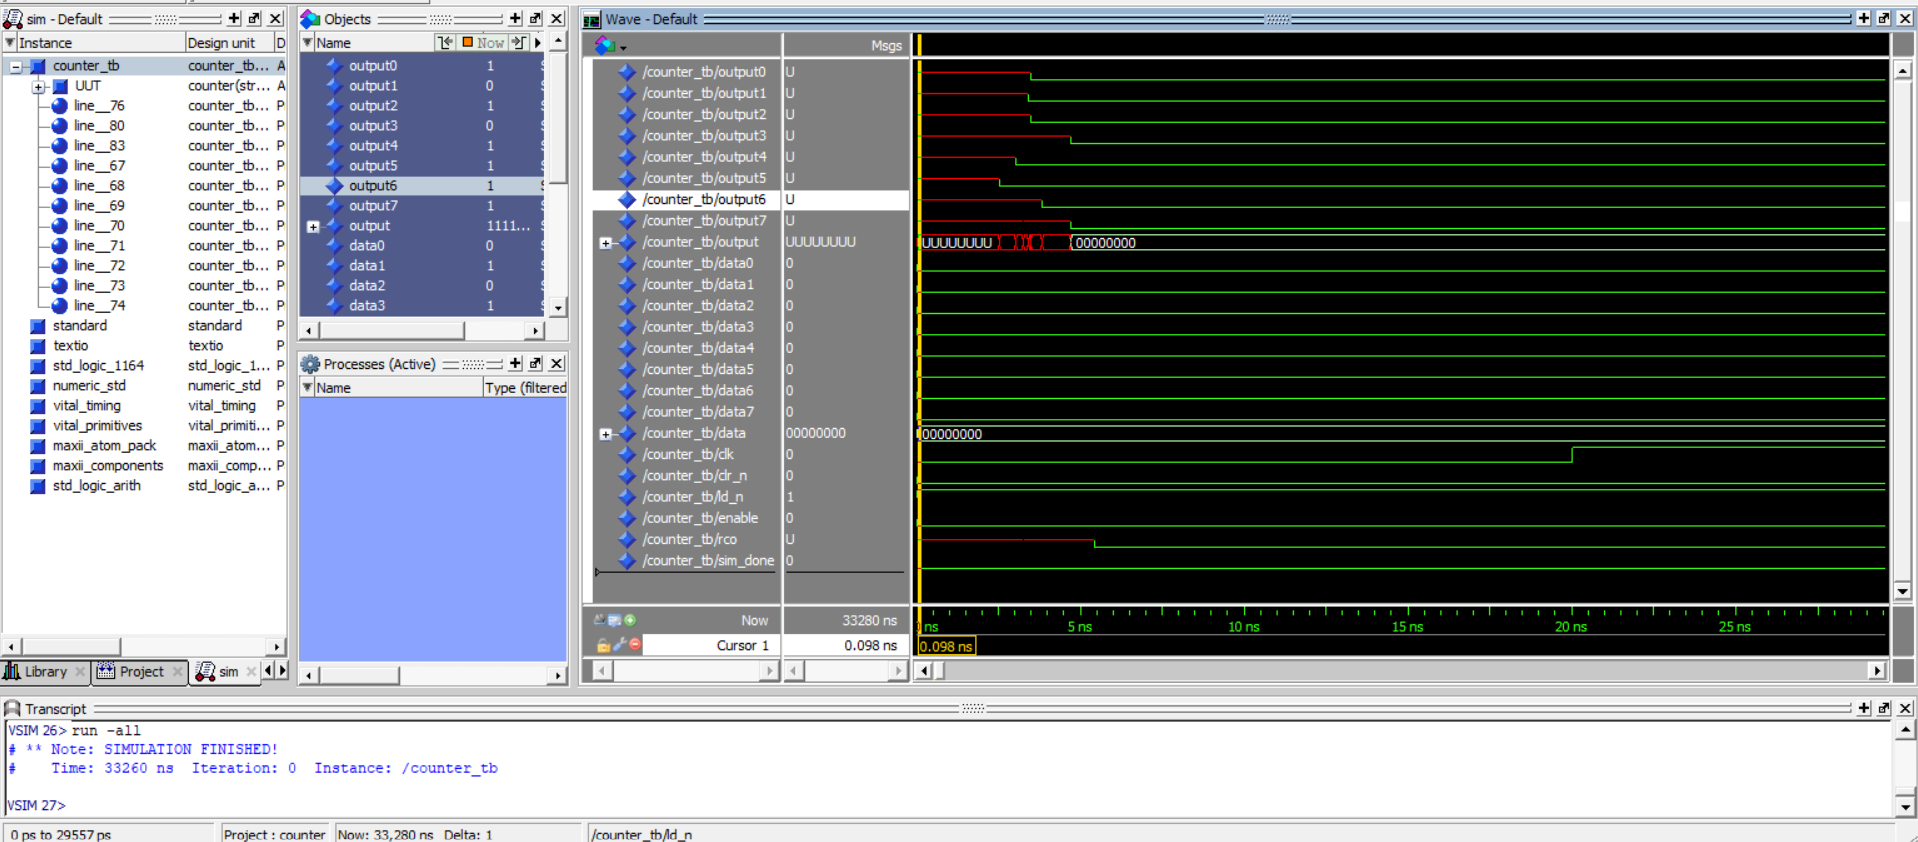 sim - Default
Instance Design unit D
counter_tb counter_tb... A
UUT counter(str... A
line__76 counter_tb... P
line__80 counter_tb... P
line__83 counter_tb... P
line__67 counter_tb... P
line__68 counter_tb... P
line__69 counter_tb... P
line__70 counter_tb... P
line__71 counter_tb... P
line__72 counter_tb... P
line__73 counter_tb... P
line__74 counter_tb... P
standard standard P
textio textio P
std_logic_1164 std_logic_1... P
numeric_std numeric_std P
vital_timing vital_timing P
vital_primitives vital_primiti... P
maxii_atom_pack maxii_atom... P
maxii_components maxii_comp... P
std_logic_arith std_logic_a... P
Library Project sim
Objects
Name Now
output0 1
output1 0
output2 1
output3 0
output4 1
output5 1
output6 1
output7 1
output 1111...
data0 0
data1 1
data2 0
data3 1
Processes (Active)
Name Type (filtered
Wave - Default
Msgs
/counter_tb/output0 U
/counter_tb/output1 U
/counter_tb/output2 U
/counter_tb/output3 U
/counter_tb/output4 U
/counter_tb/output5 U
/counter_tb/output6 U
/counter_tb/output7 U
/counter_tb/output UUUUUUUU UUUUUUUU 00000000
/counter_tb/data0 0
/counter_tb/data1 0
/counter_tb/data2 0
/counter_tb/data3 0
/counter_tb/data4 0
/counter_tb/data5 0
/counter_tb/data6 0
/counter_tb/data7 0
/counter_tb/data 00000000 00000000
/counter_tb/clk 0
/counter_tb/clr_n 0
/counter_tb/ld_n 1
/counter_tb/enable 0
/counter_tb/rco U
/counter_tb/sim_done 0
Now 33280 ns ns 5 ns 10 ns 15 ns 20 ns 25 ns
Cursor 1 0.098 ns 0.098 ns
Transcript
VSIM 26> run -all
# ** Note: SIMULATION FINISHED!
# Time: 33260 ns Iteration: 0 Instance: /counter_tb
VSIM 27>
0 ps to 29557 ps Project : counter Now: 33,280 ns Delta: 1 /counter_tb/ld_n